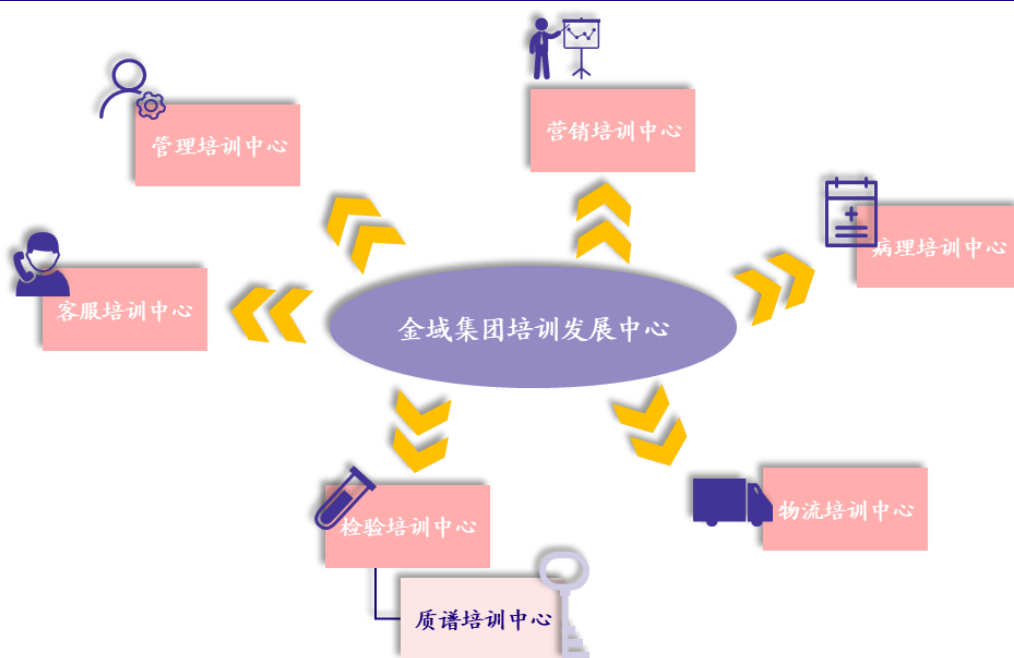 营销培训中心
管理培训中心
病理培训中心
客服培训中心
金域集团培训发展中心
物流培训中心
检验培训中心
质谱培训中心